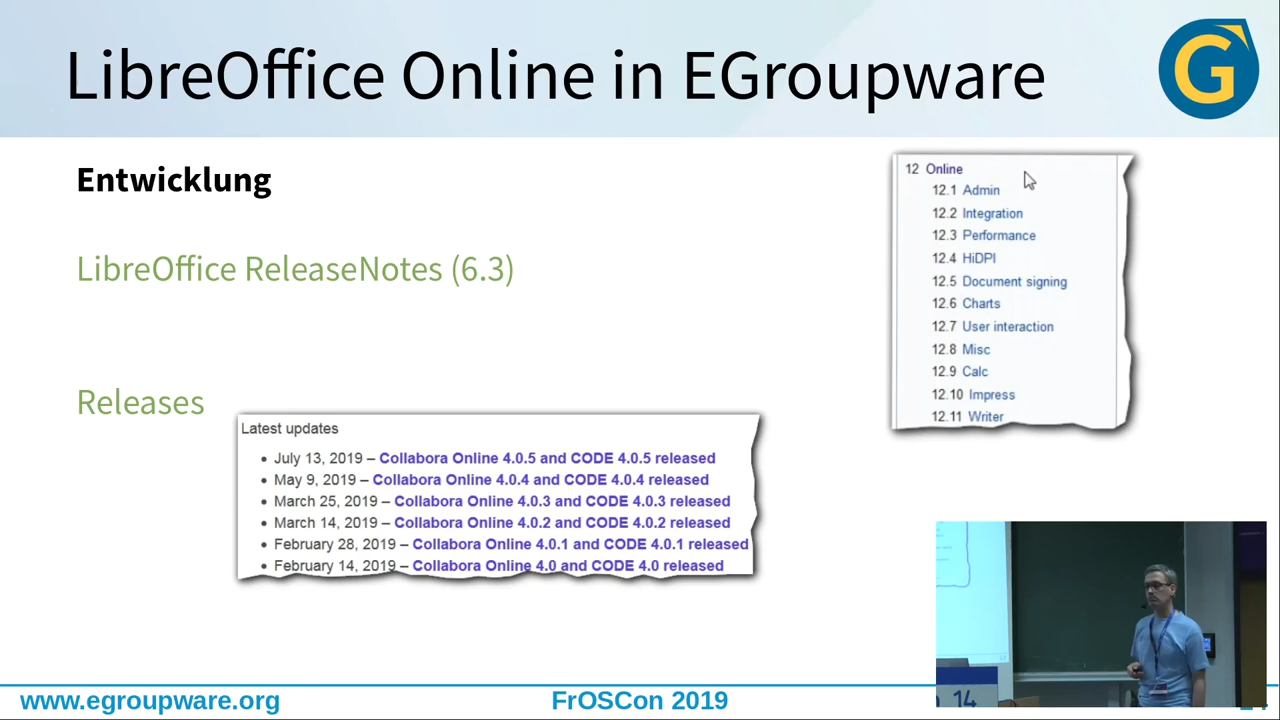 LibreOffice Online in EGroupware
G
Entwicklung
LibreOffice ReleaseNotes (6.3)
12 Online
12.1 Admin
12.2 Integration
12.3 Performance
12.4 HiDPI
12.5 Document signing
12.6 Charts
12.7 User interaction
12.8 Misc
12.9 Calc
12.10 Impress
12.11 Writer
Releases
Latest updates
• July 13, 2019 – Collabora Online 4.0.5 and CODE 4.0.5 released
• May 9, 2019 – Collabora Online 4.0.4 and CODE 4.0.4 released
• March 25, 2019 – Collabora Online 4.0.3 and CODE 4.0.3 released
• March 14, 2019 – Collabora Online 4.0.2 and CODE 4.0.2 released
• February 28, 2019 – Collabora Online 4.0.1 and CODE 4.0.1 released
• February 14, 2019 – Collabora Online 4.0 and CODE 4.0 released
14
www.egroupware.org
FrOSCon 2019